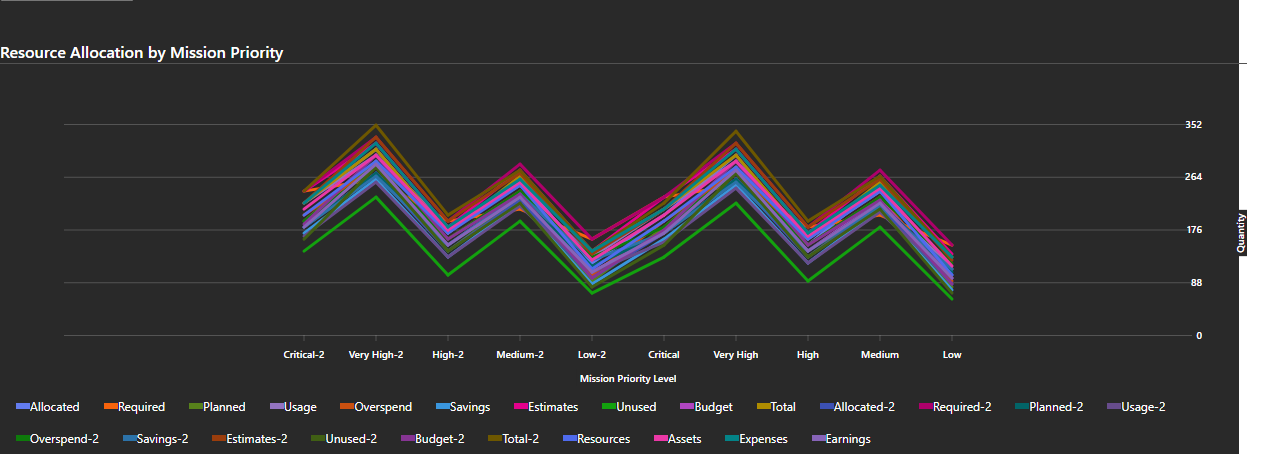 Resource Allocation by Mission Priority
352
264
176
88
0
Quantity
Critical-2 Very High-2 High-2 Medium-2 Low-2 Critical Very High High Medium Low
Mission Priority Level
Allocated Required Planned Usage Overspend Savings Estimates Unused Budget Total Allocated-2 Required-2 Planned-2 Usage-2
Overspend-2 Savings-2 Estimates-2 Unused-2 Budget-2 Total-2 Resources Assets Expenses Earnings